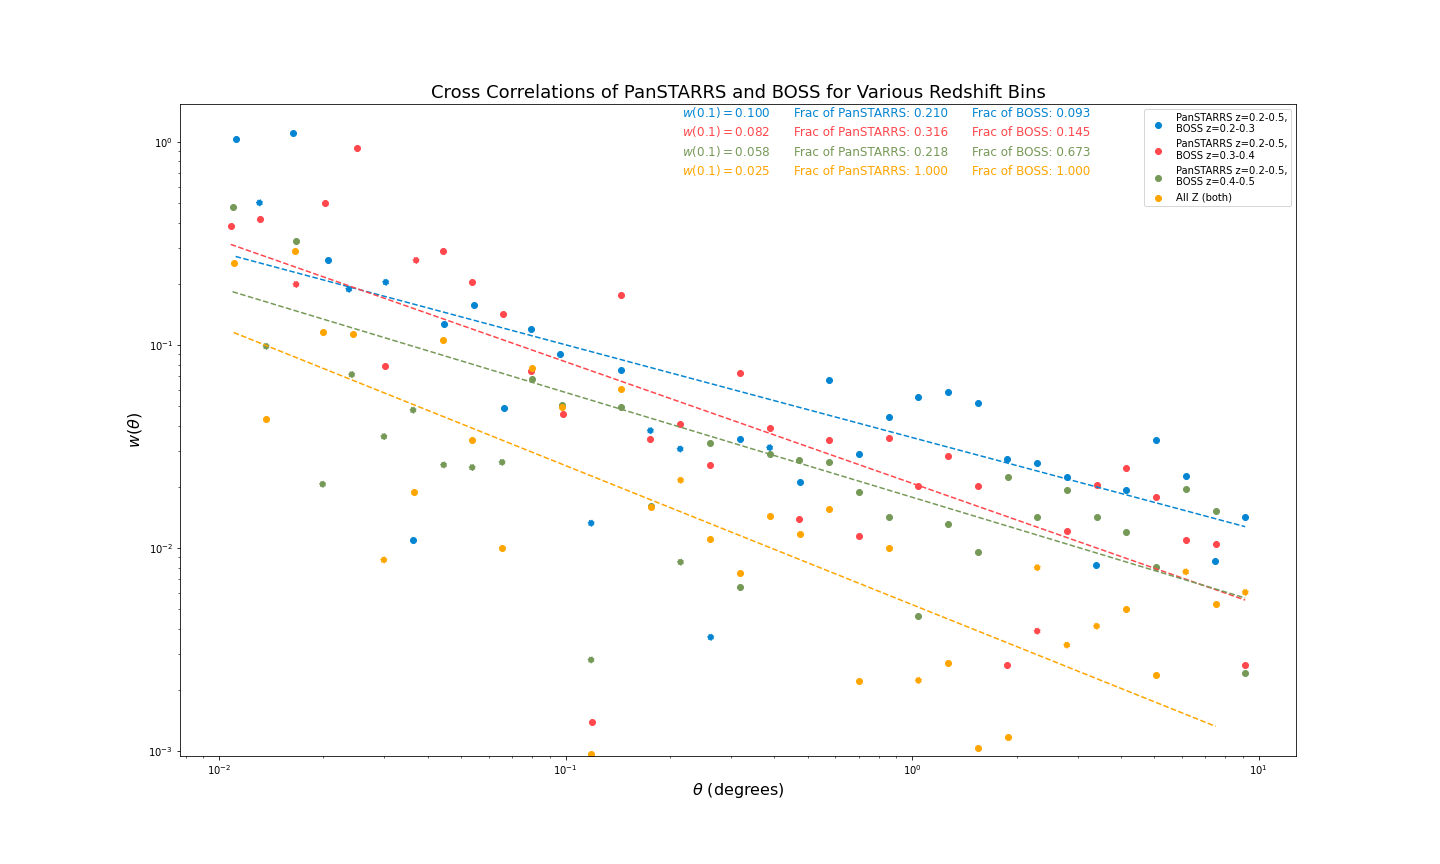 Cross Correlations of PanSTARRS and BOSS for Various Redshift Bins
w(0.1) = 0.100 Frac of PanSTARRS: 0.210 Frac of BOSS: 0.093
w(0.1) = 0.082 Frac of PanSTARRS: 0.316 Frac of BOSS: 0.145
w(0.1) = 0.058 Frac of PanSTARRS: 0.218 Frac of BOSS: 0.673
w(0.1) = 0.025 Frac of PanSTARRS: 1.000 Frac of BOSS: 1.000
PanSTARRS z=0.2-0.5,
BOSS z=0.2-0.3
PanSTARRS z=0.2-0.5,
BOSS z=0.3-0.4
PanSTARRS z=0.2-0.5,
BOSS z=0.4-0.5
All Z (both)
10⁰
10⁻¹
10⁻²
10⁻³
w(θ)
10⁻² 10⁻¹ 10⁰ 10¹
θ (degrees)